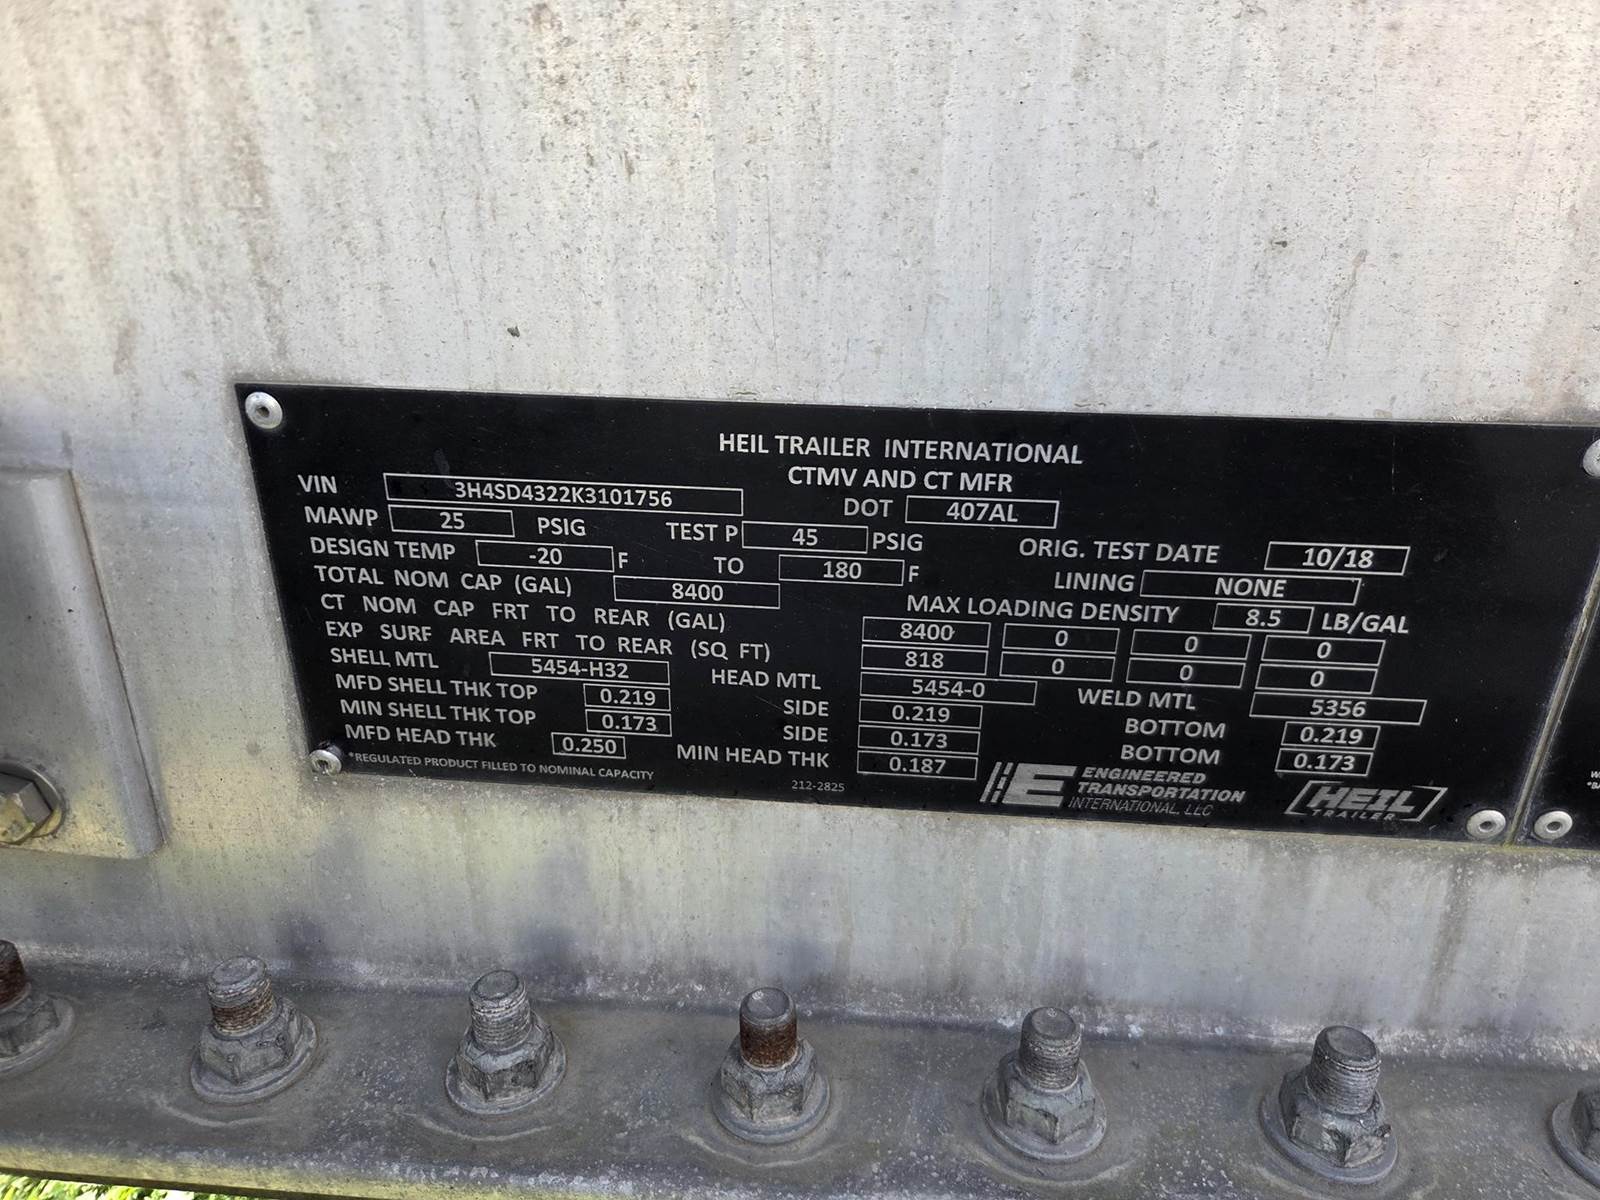 HEIL TRAILER INTERNATIONAL
CTMV AND CT MFR
VIN 3H4SD4322K3101756 DOT 407AL
MAWP 25 PSIG TEST P 45 PSIG ORIG. TEST DATE 10/18
DESIGN TEMP -20 F TO 180 F LINING NONE
TOTAL NOM CAP (GAL) 8400 MAX LOADING DENSITY 8.5 LB/GAL
CT NOM CAP FRT TO REAR (GAL) 8400 0 0 0
EXP SURF AREA FRT TO REAR (SQ FT) 818 0 0 0
SHELL MTL 5454-H32 HEAD MTL 5454-0 WELD MTL 5356
MFD SHELL THK TOP 0.219 SIDE 0.219 BOTTOM 0.219
MIN SHELL THK TOP 0.173 SIDE 0.173 BOTTOM 0.173
MFD HEAD THK 0.250 MIN HEAD THK 0.187
*REGULATED PRODUCT FILLED TO NOMINAL CAPACITY
212-2825
E ENGINEERED
TRANSPORTATION
INTERNATIONAL, LLC
HEIL
TRAILER